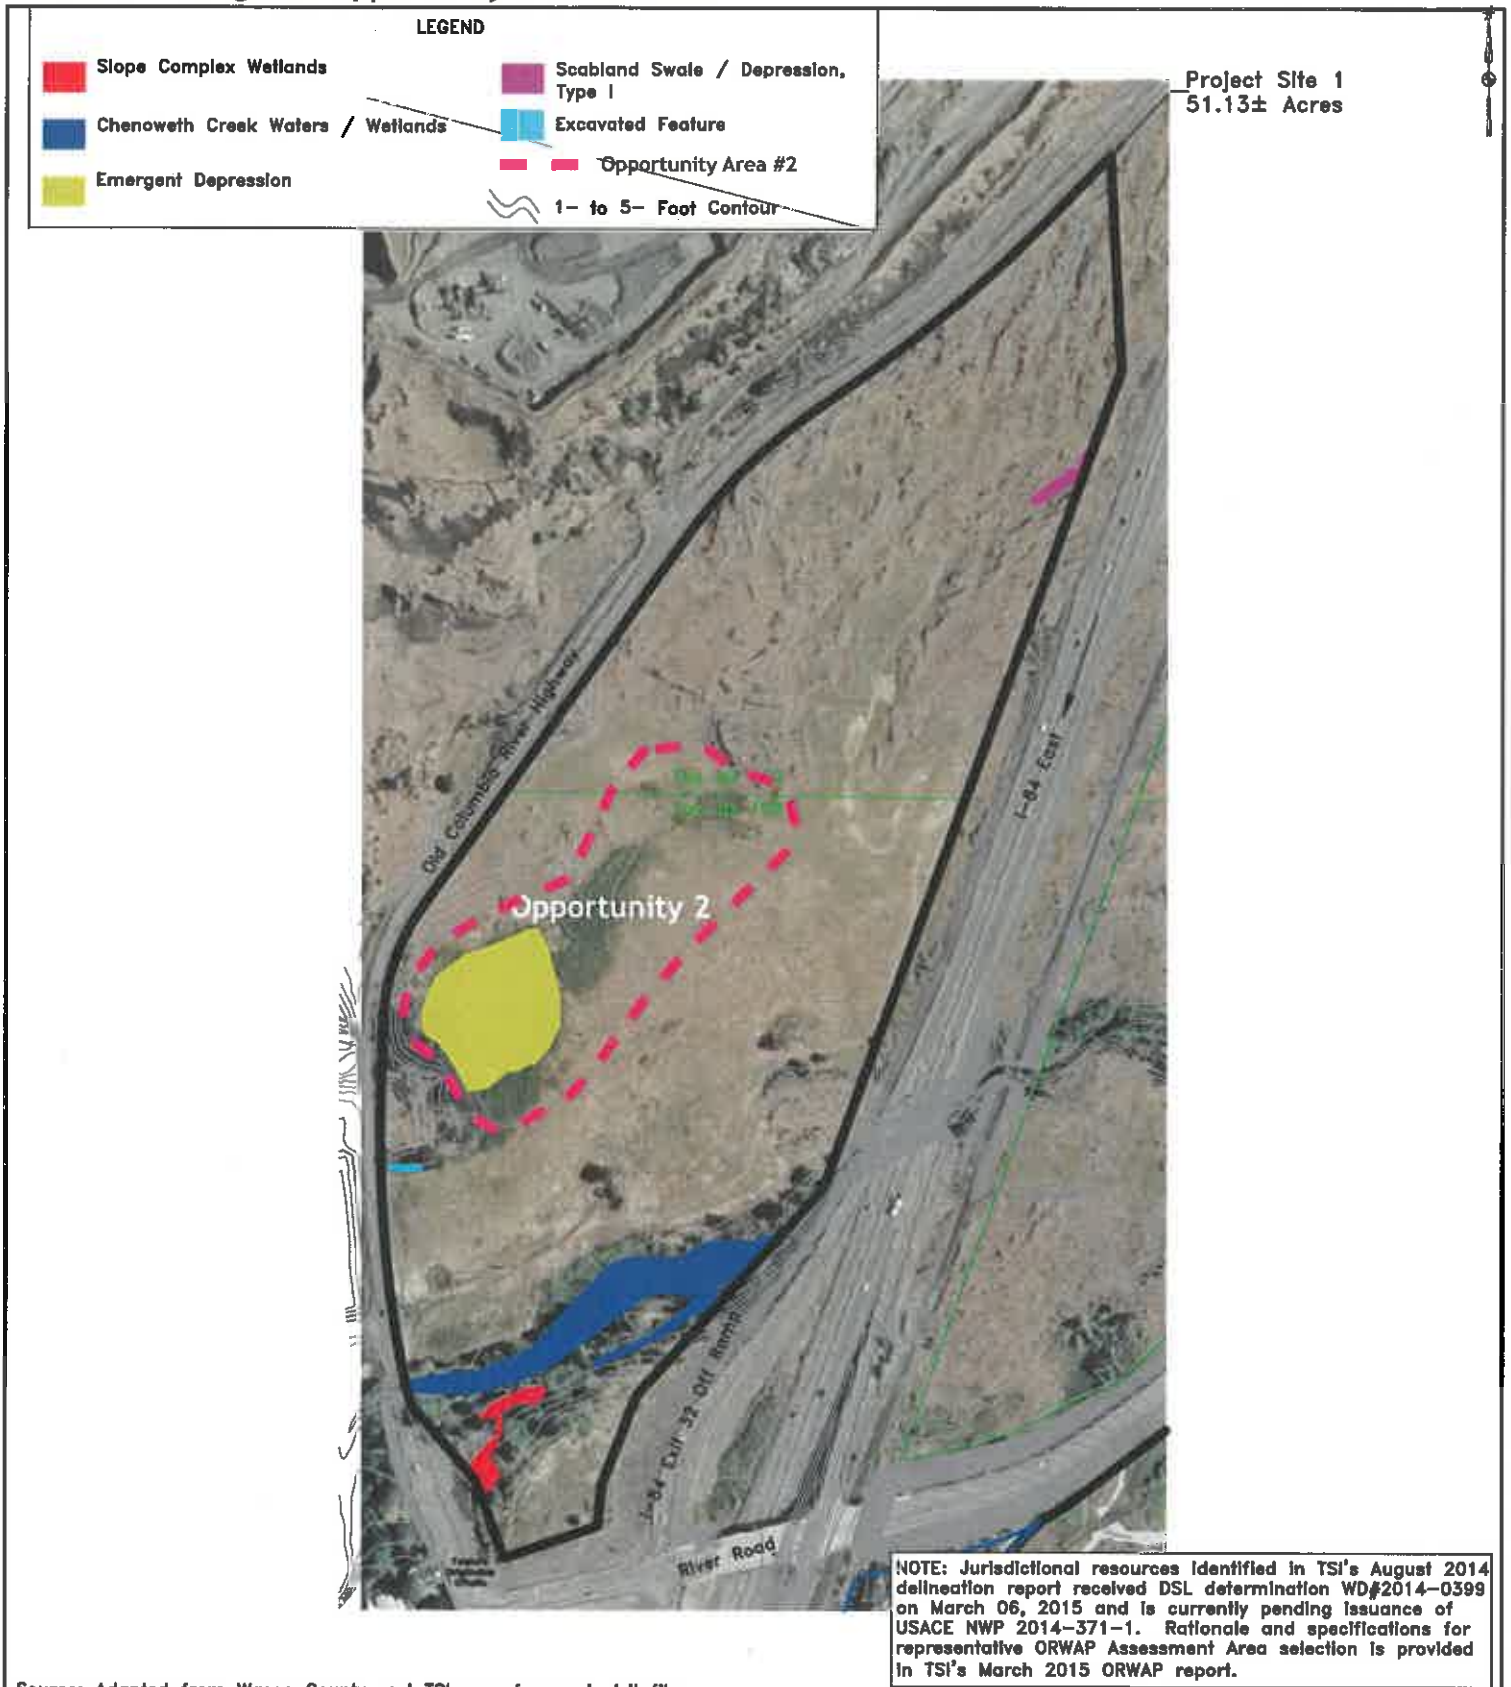 LEGEND
Slope Complex Wetlands
Chenoweth Creek Waters / Wetlands
Emergent Depression
Scabland Swale / Depression,
Type I
Excavated Feature
Opportunity Area #2
1- to 5- Foot Contour
Project Site 1
51.13± Acres
Old Columbia River Highway
I-84 East
Opportunity 2
I-84 Exit 32 Off Ramp
River Road
NOTE: Jurisdictional resources identified in TSI's August 2014
delineation report received DSL determination WD#2014-0399
on March 06, 2015 and is currently pending issuance of
USACE NWP 2014-371-1. Rationale and specifications for
representative ORWAP Assessment Area selection is provided
in TSI's March 2015 ORWAP report.